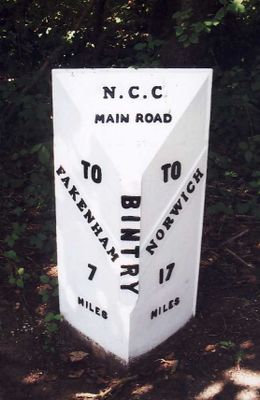 N.C.C
MAIN ROAD
TO
FAKENHAM
7
MILES
BINTRY
TO
NORWICH
17
MILES